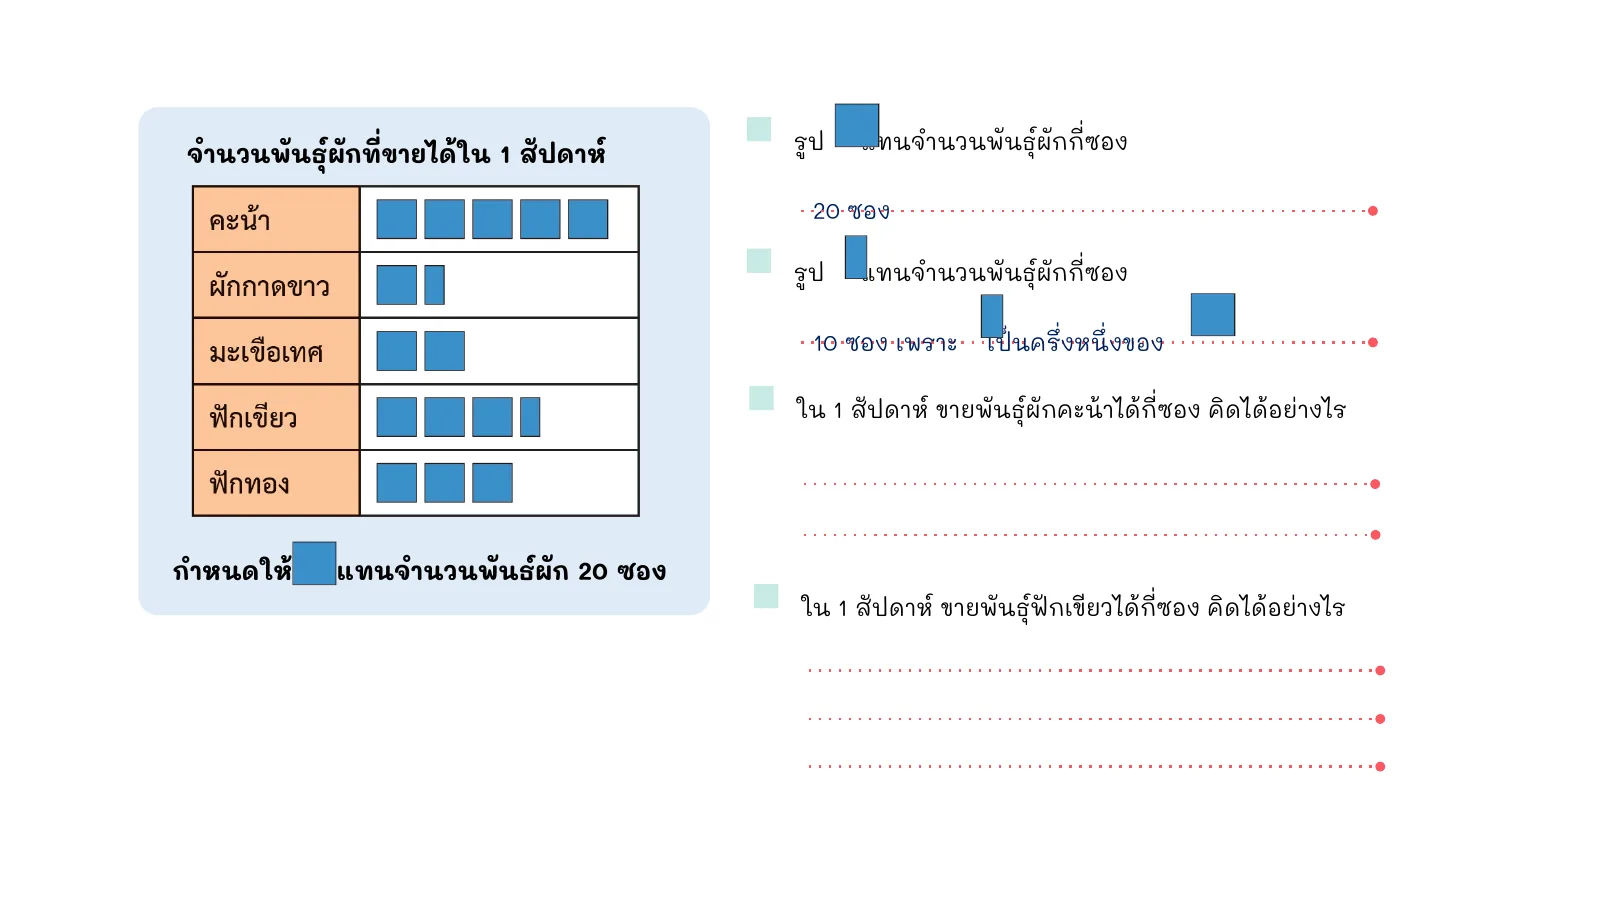 จำนวนพันธุ์ผักที่ขายได้ใน 1 สัปดาห์
คะน้า
ผักกาดขาว
มะเขือเทศ
ฟักเขียว
ฟักทอง
กำหนดให้ แทนจำนวนพันธ์ผัก 20 ซอง
รูป แทนจำนวนพันธุ์ผักกี่ซอง
20 ซอง
รูป แทนจำนวนพันธุ์ผักกี่ซอง
10 ซอง เพราะ เป็นครึ่งหนึ่งของ
ใน 1 สัปดาห์ ขายพันธุ์ผักคะน้าได้กี่ซอง คิดได้อย่างไร
ใน 1 สัปดาห์ ขายพันธุ์ฟักเขียวได้กี่ซอง คิดได้อย่างไร